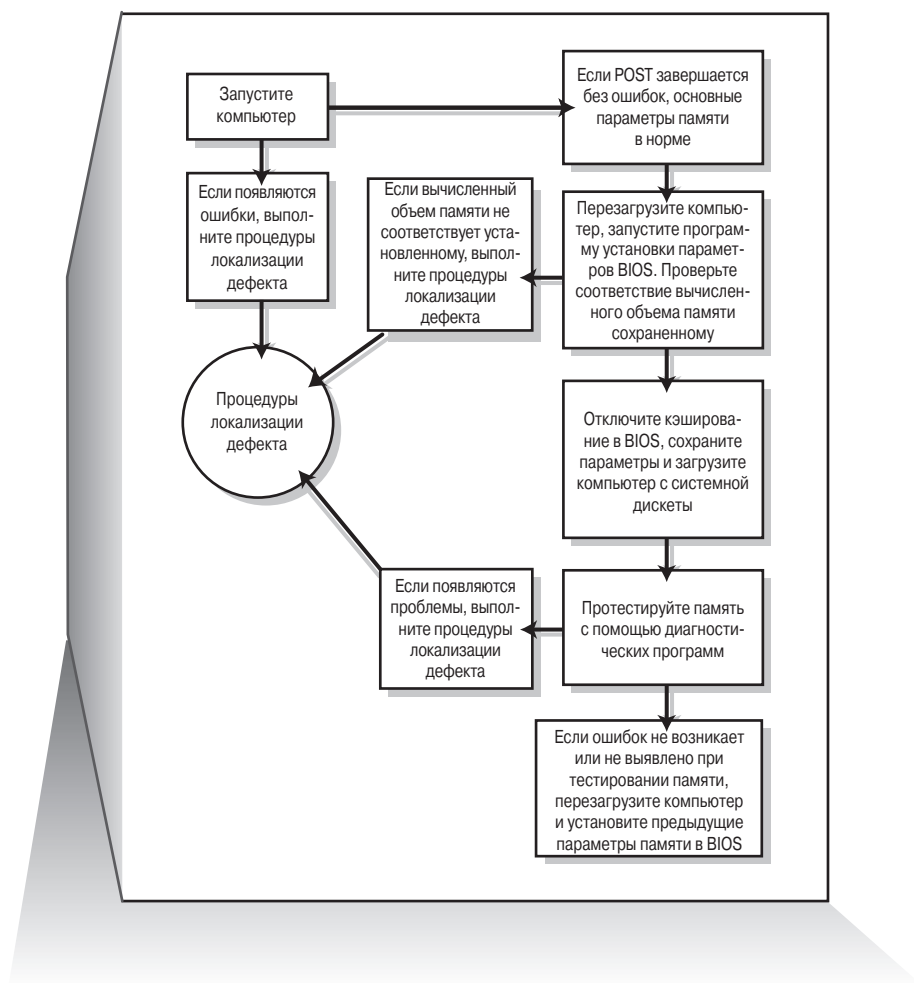 Запустите
компьютер
Если POST завершается
без ошибок, основные
параметры памяти
в норме
Если появляются
ошибки, выпол-
ните процедуры
локализации
дефекта
Если вычисленный
объем памяти не
соответствует уста-
новленному, выпол-
ните процедуры
локализации
дефекта
Перезагрузите компью-
тер, запустите програм-
му установки парамет-
ров BIOS. Проверьте
соответствие вычислен-
ного объема памяти
сохраненному
Процедуры
локализации
дефекта
Отключите кэширова-
ние в BIOS, сохраните
параметры и загрузите
компьютер с системной
дискеты
Если появляются
проблемы, выпол-
ните процедуры
локализации
дефекта
Протестируйте память
с помощью диагности-
ческих программ
Если ошибок не возникает
или не выявлено при
тестировании памяти,
перезагрузите компьютер
и установите предыдущие
параметры памяти в BIOS